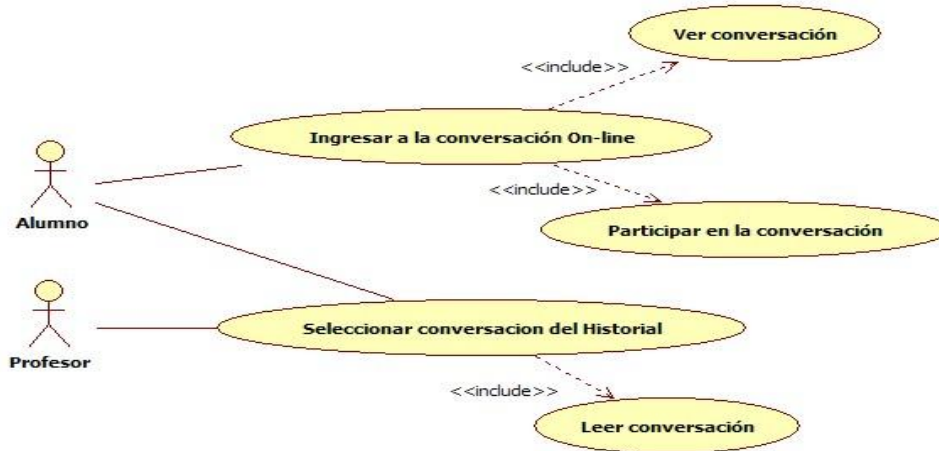 Ver conversación
<<include>>
Ingresar a la conversación On-line
<<include>>
Alumno
Participar en la conversación
Seleccionar conversacion del Historial
Profesor
<<include>>
Leer conversación